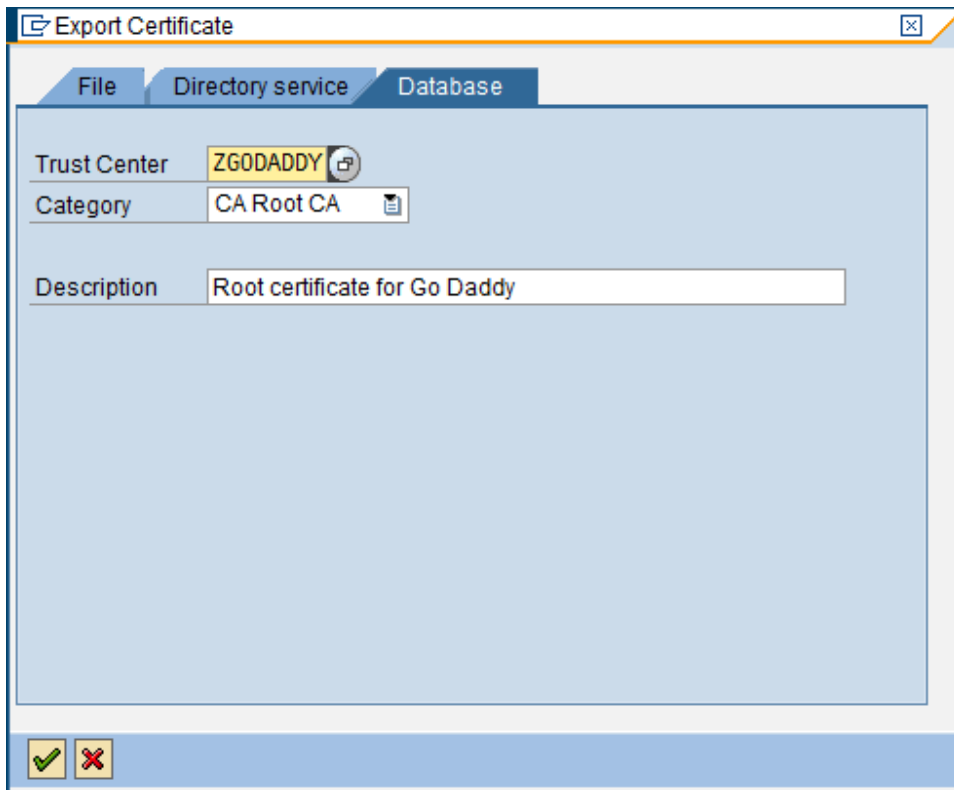 Export Certificate
File Directory service Database
Trust Center ZGODADDY
Category CA Root CA
Description Root certificate for Go Daddy